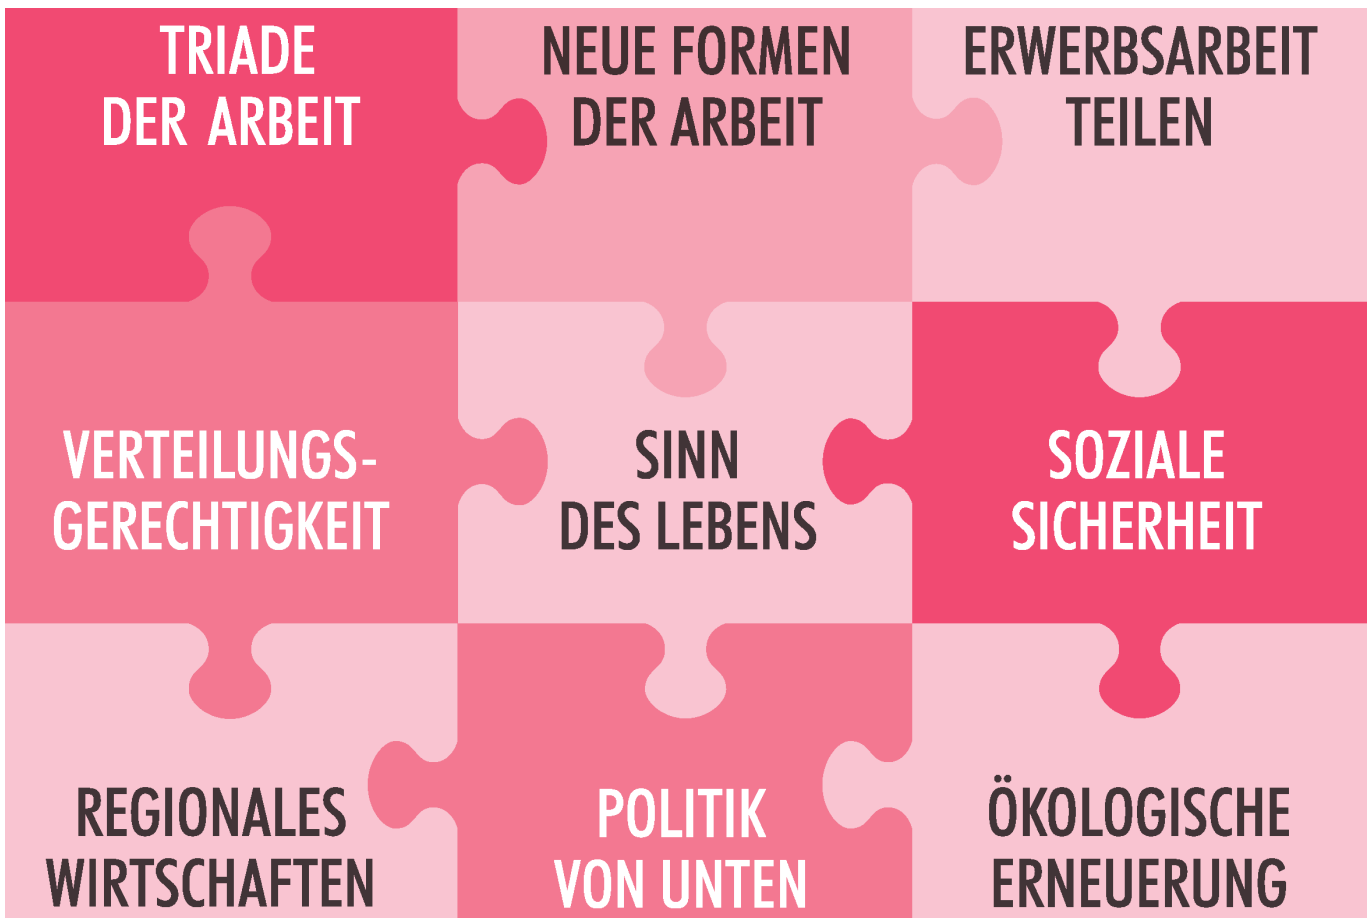 TRIADE
DER ARBEIT
NEUE FORMEN
DER ARBEIT
ERWERBSARBEIT
TEILEN
VERTEILUNGS-
GERECHTIGKEIT
SINN
DES LEBENS
SOZIALE
SICHERHEIT
REGIONALES
WIRTSCHAFTEN
POLITIK
VON UNTEN
ÖKOLOGISCHE
ERNEUERUNG